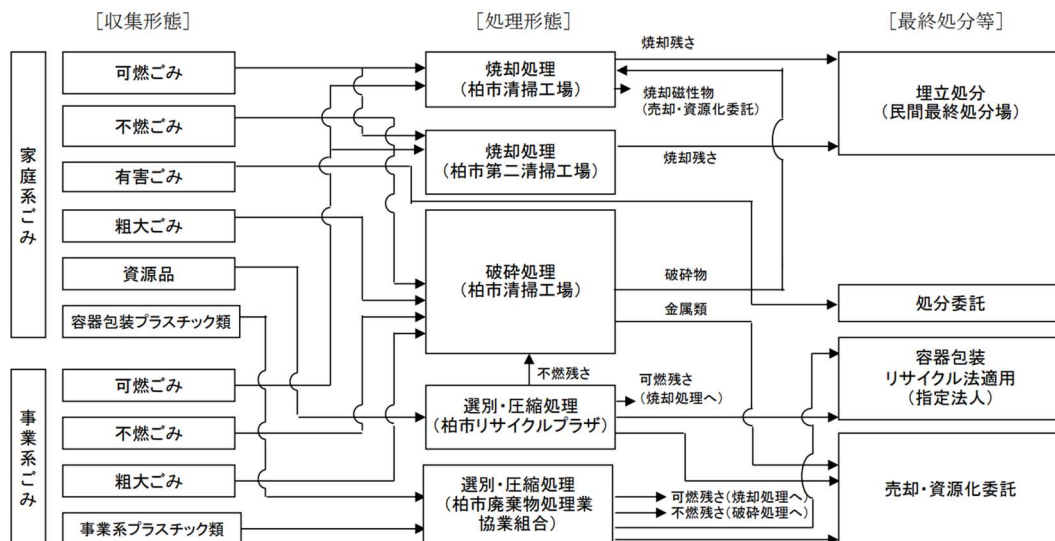 ［収集形態］
［処理形態］
［最終処分等］
家庭系ごみ
可燃ごみ
不燃ごみ
有害ごみ
粗大ごみ
資源品
容器包装プラスチック類
事業系ごみ
可燃ごみ
不燃ごみ
粗大ごみ
事業系プラスチック類
焼却処理
（柏市清掃工場）
焼却処理
（柏市第二清掃工場）
破砕処理
（柏市清掃工場）
選別・圧縮処理
（柏市リサイクルプラザ）
選別・圧縮処理
（柏市廃棄物処理業
協業組合）
焼却残さ
焼却磁性物
（売却・資源化委託）
焼却残さ
破砕物
金属類
不燃残さ
可燃残さ
（焼却処理へ）
可燃残さ（焼却処理へ）
不燃残さ（破砕処理へ）
埋立処分
（民間最終処分場）
処分委託
容器包装
リサイクル法適用
（指定法人）
売却・資源化委託